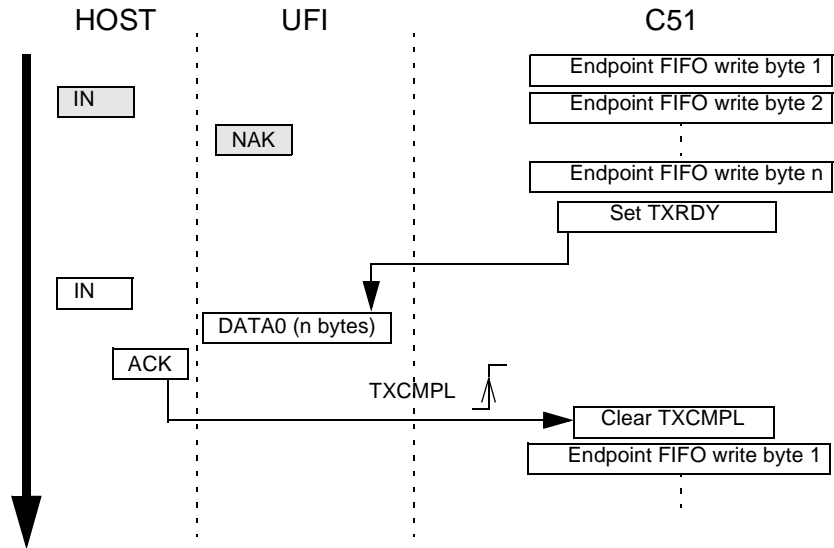 HOST UFI C51
Endpoint FIFO write byte 1
IN Endpoint FIFO write byte 2
NAK
Endpoint FIFO write byte n
Set TXRDY
IN
DATA0 (n bytes)
ACK
TXCMPL
Clear TXCMPL
Endpoint FIFO write byte 1